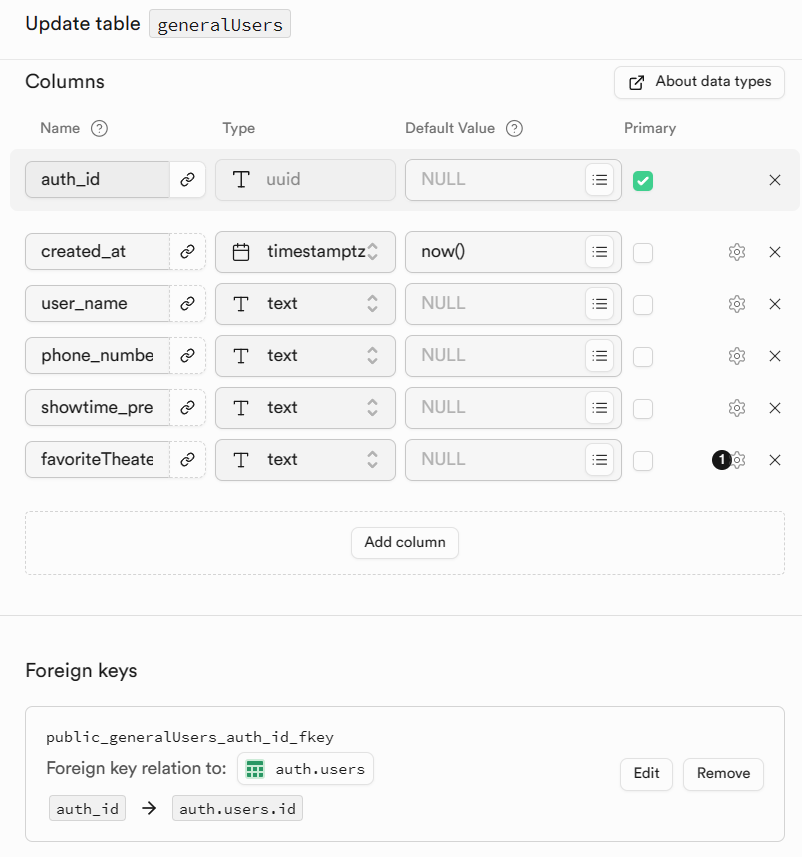 Update table generalUsers
Columns
About data types
Name ? Type Default Value ? Primary
auth_id T uuid NULL
created_at timestamptz now()
user_name T text NULL
phone_numbe T text NULL
showtime_pre T text NULL
favoriteTheate T text NULL 1
Add column
Foreign keys
public_generalUsers_auth_id_fkey
Foreign key relation to: auth.users
Edit Remove
auth_id → auth.users.id